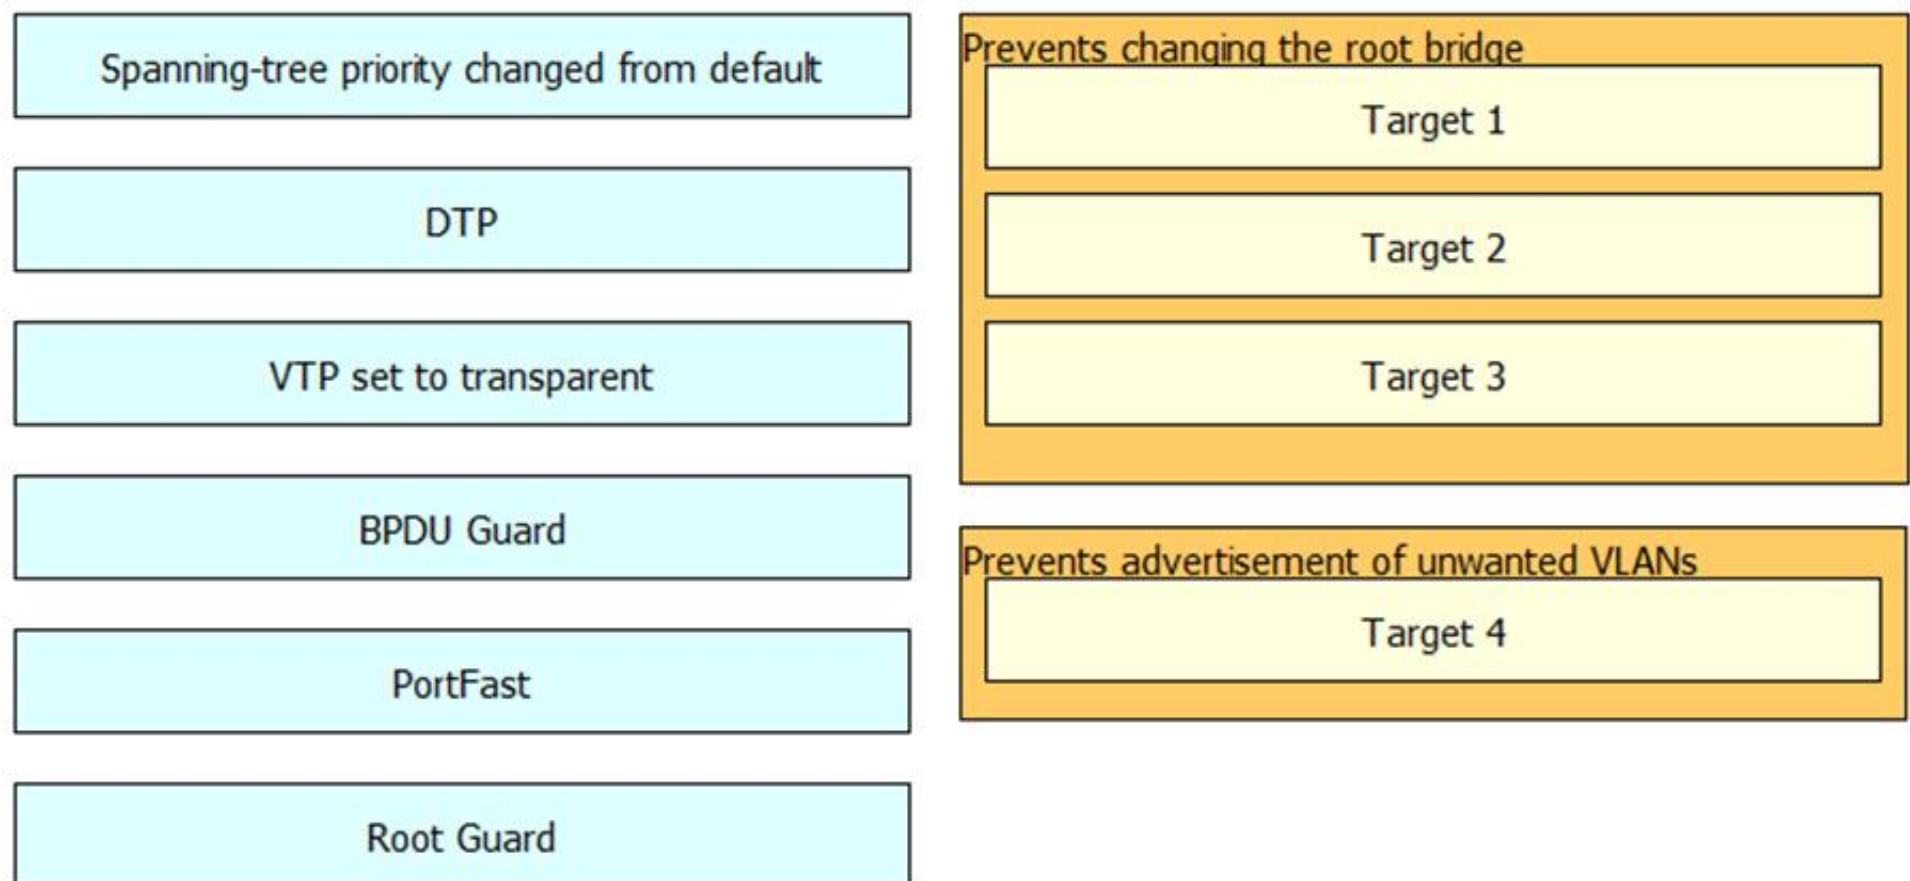 Spanning-tree priority changed from default
DTP
VTP set to transparent
BPDU Guard
PortFast
Root Guard
Prevents changing the root bridge
Target 1
Target 2
Target 3
Prevents advertisement of unwanted VLANs
Target 4